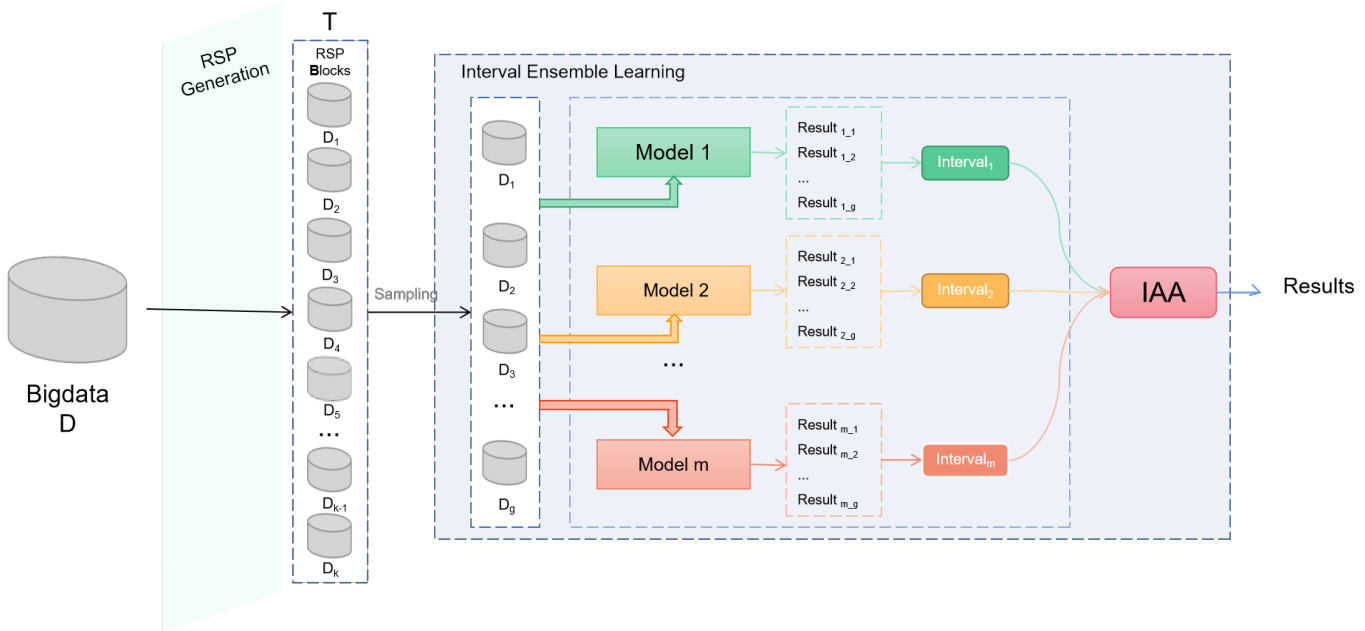 RSP
Generation
T
RSP
Blocks
D1
D2
D3
D4
D5
...
Dk-1
Dk
Bigdata
D
Sampling
Interval Ensemble Learning
D1
D2
D3
...
Dg
Model 1
Result 1_1
Result 1_2
...
Result 1_g
Interval1
Model 2
Result 2_1
Result 2_2
...
Result 2_g
Interval2
...
Model m
Result m_1
Result m_2
...
Result m_g
Intervalm
IAA
Results